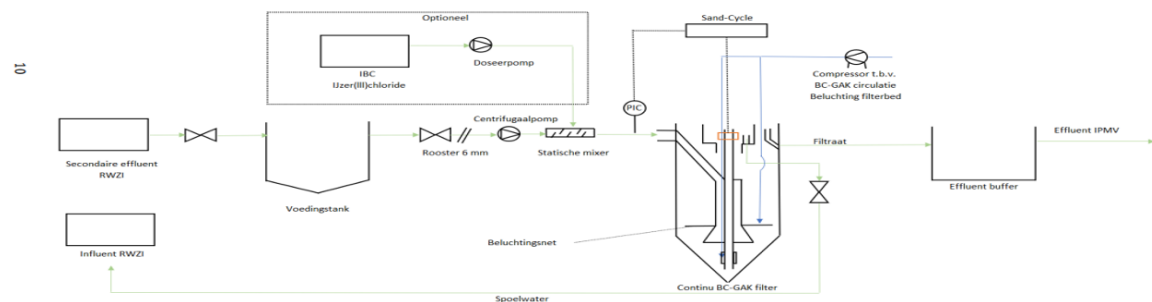 10
Optioneel
Sand-Cycle
IBC
IJzer(III)chloride
Doseerpomp
Compressor t.b.v.
BC-GAK circulatie
Beluchting filterbed
PIC
Centrifugaalpomp
Secondaire effluent
RWZI
Rooster 6 mm
Statische mixer
Filtraat
Effluent IPMV
Effluent buffer
Voedingstank
Influent RWZI
Beluchtingsnet
Continu BC-GAK filter
Spoelwater